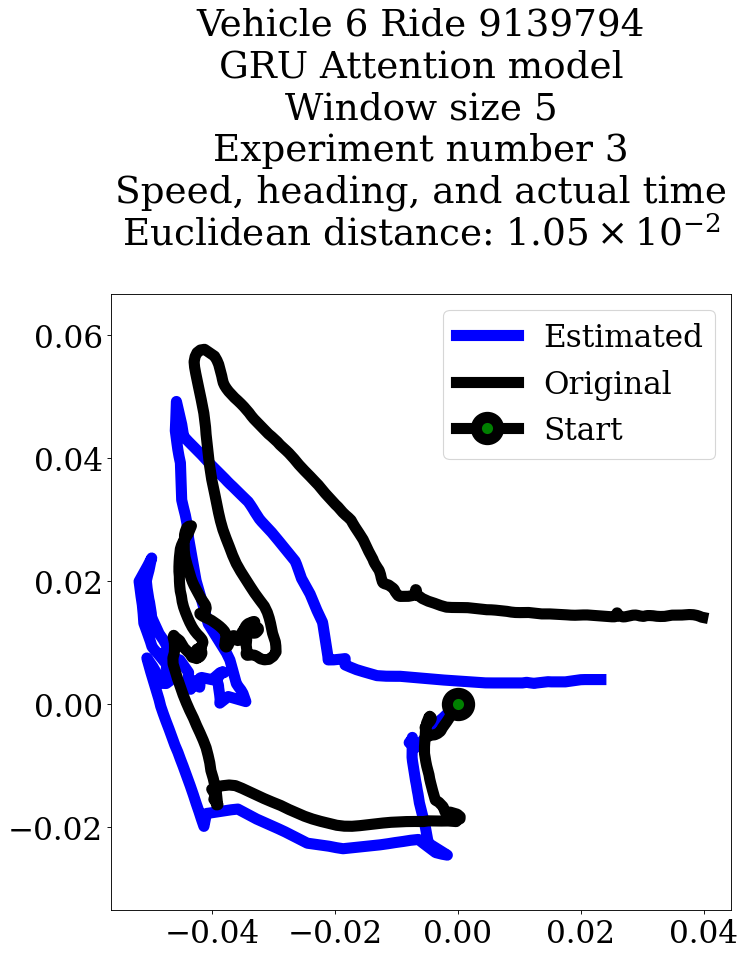 Vehicle 6 Ride 9139794
GRU Attention model
Window size 5
Experiment number 3
Speed, heading, and actual time
Euclidean distance: 1.05 × 10⁻²
Estimated
Original
Start
0.06
0.04
0.02
0.00
−0.02
−0.04 −0.02 0.00 0.02 0.04